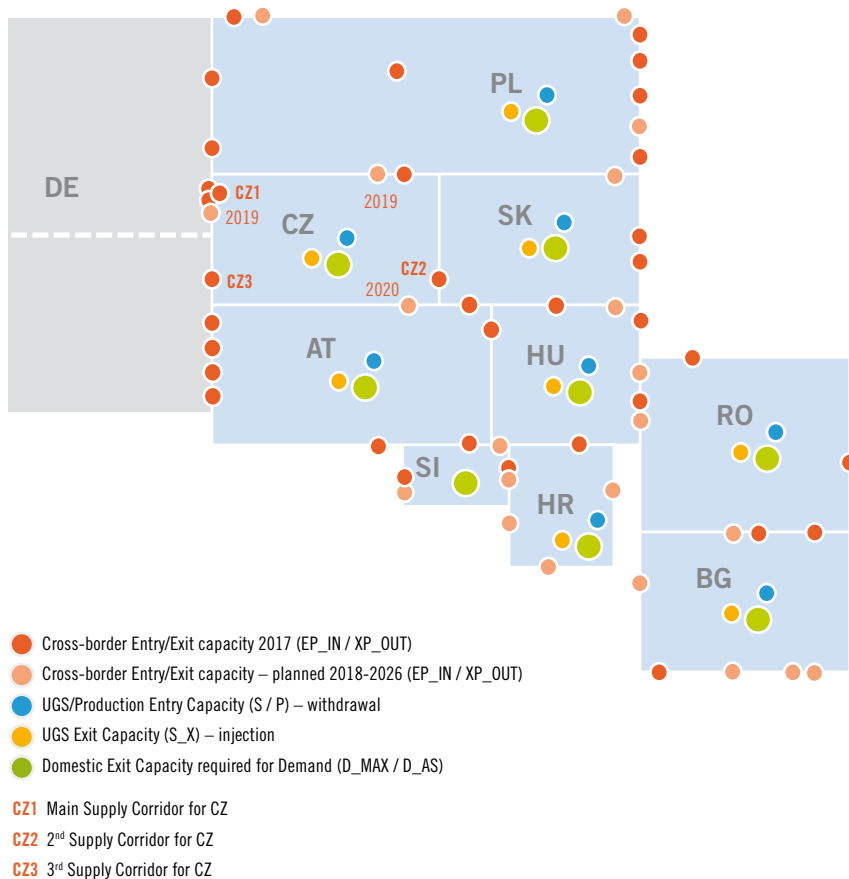 PL
DE
CZ1
2019
2019
SK
CZ
CZ2
CZ3
2020
AT
HU
RO
SI
HR
BG
Cross-border Entry/Exit capacity 2017 (EP_IN / XP_OUT)
Cross-border Entry/Exit capacity – planned 2018-2026 (EP_IN / XP_OUT)
UGS/Production Entry Capacity (S / P) – withdrawal
UGS Exit Capacity (S_X) – injection
Domestic Exit Capacity required for Demand (D_MAX / D_AS)
CZ1 Main Supply Corridor for CZ
CZ2 2nd Supply Corridor for CZ
CZ3 3rd Supply Corridor for CZ